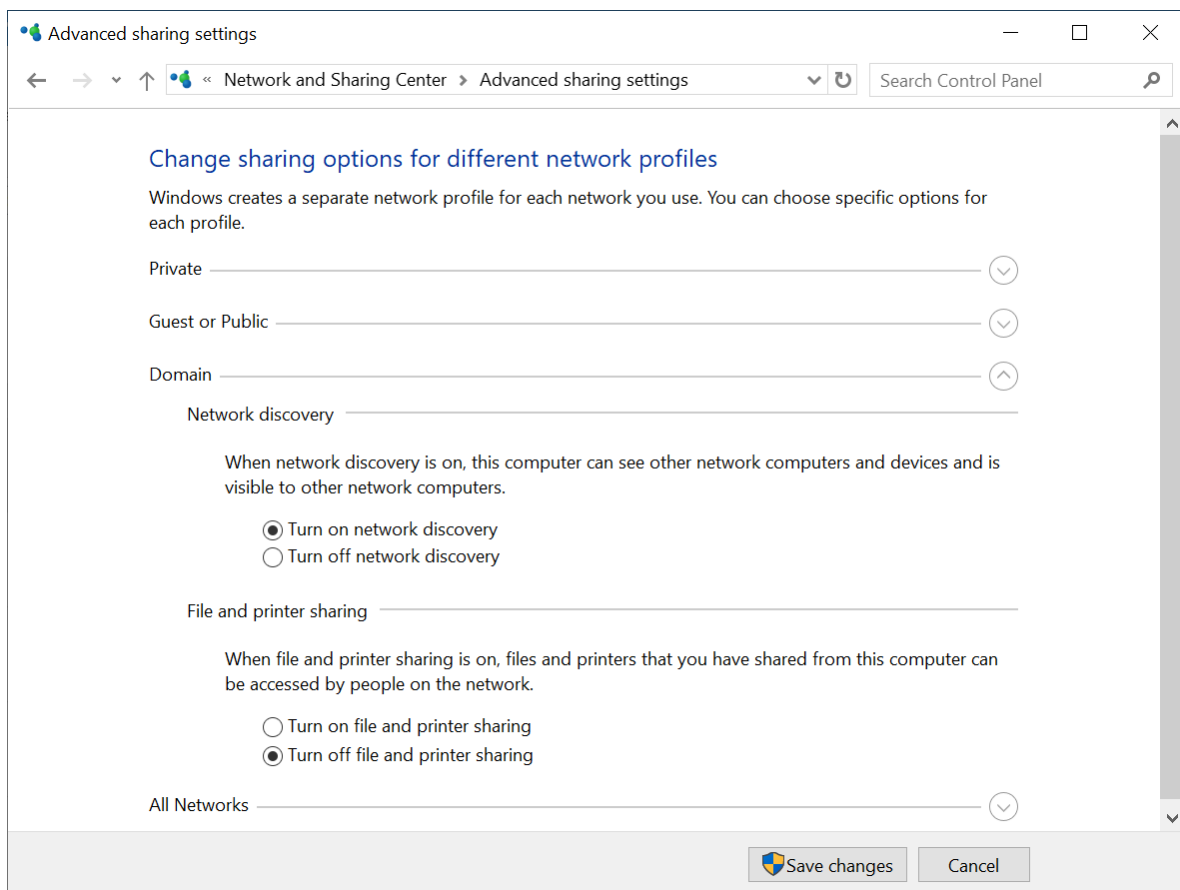 Advanced sharing settings
« Network and Sharing Center > Advanced sharing settings
Search Control Panel
Change sharing options for different network profiles
Windows creates a separate network profile for each network you use. You can choose specific options for
each profile.
Private
Guest or Public
Domain
Network discovery
When network discovery is on, this computer can see other network computers and devices and is
visible to other network computers.
Turn on network discovery
Turn off network discovery
File and printer sharing
When file and printer sharing is on, files and printers that you have shared from this computer can
be accessed by people on the network.
Turn on file and printer sharing
Turn off file and printer sharing
All Networks
Save changes
Cancel